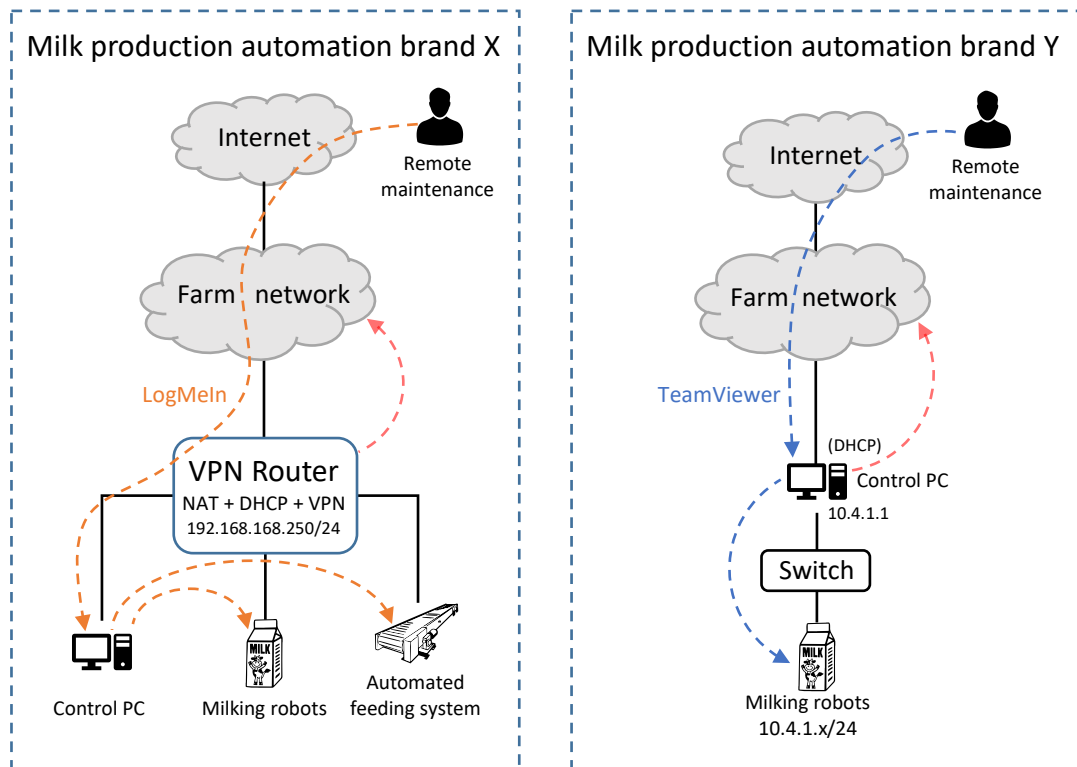 Milk production automation brand X
Internet
Remote
maintenance
Farm network
LogMeIn
VPN Router
NAT + DHCP + VPN
192.168.168.250/24
MILK
Control PC
Milking robots
Automated
feeding system
Milk production automation brand Y
Internet
Remote
maintenance
Farm network
TeamViewer
(DHCP)
Control PC
10.4.1.1
Switch
MILK
Milking robots
10.4.1.x/24